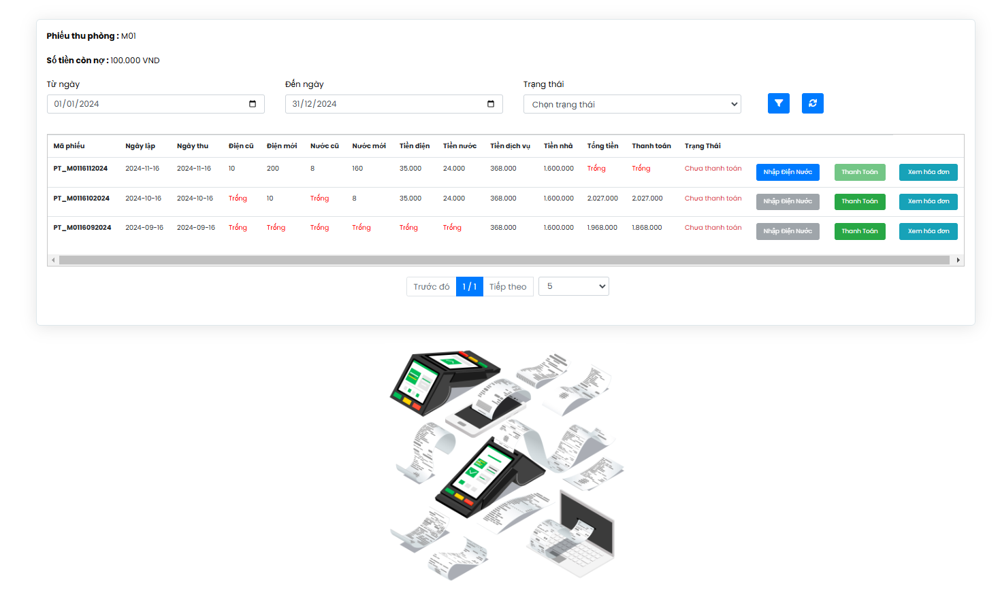 Phiếu thu phòng : M01
Số tiền còn nợ : 100.000 VND
Từ ngày Đến ngày Trạng thái
01/01/2024 31/12/2024 Chọn trạng thái
Mã phiếu Ngày lập Ngày thu Điện cũ Điện mới Nước cũ Nước mới Tiền điện Tiền nước Tiền dịch vụ Tiền nhà Tổng tiền Thanh toán Trạng Thái
PT_M0116112024 2024-11-16 2024-11-16 10 200 8 160 35.000 24.000 368.000 1.600.000 Trống Trống Chưa thanh toán Nhập Điện Nước Thanh Toán Xem hóa đơn
PT_M0116102024 2024-10-16 2024-10-16 Trống 10 Trống 8 35.000 24.000 368.000 1.600.000 2.027.000 2.027.000 Chưa thanh toán Nhập Điện Nước Thanh Toán Xem hóa đơn
PT_M0116092024 2024-09-16 2024-09-16 Trống Trống Trống Trống Trống Trống 368.000 1.600.000 1.968.000 1.868.000 Chưa thanh toán Nhập Điện Nước Thanh Toán Xem hóa đơn
Trước đó 1 / 1 Tiếp theo 5